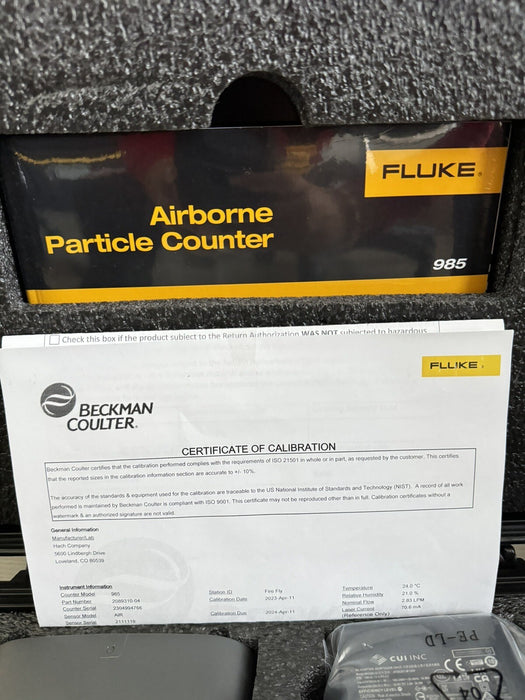 FLUKE
Airborne
Particle Counter
985
Check this box if the product subject to the Return Authorization WAS NOT subjected to hazardous
FLUKE
BECKMAN
COULTER
CERTIFICATE OF CALIBRATION
Beckman Coulter certifies that the calibration performed complies with the requirements of ISO 21501 in whole or in part, as requested by the customer. This certifies
that the reported sizes in the calibration information section are accurate to +/- 10%.
The accuracy of the standards & equipment used for the calibration are traceable to the US National Institute of Standards and Technology (NIST). A record of all work
performed is maintained by Beckman Coulter is compliant with ISO 9001. This certificate may not be reproduced other than in full. Calibration certificates without a
watermark & an authorized signature are not valid.
General Information
Manufacturer/Lab
Hach Company
5600 Lindbergh Drive
Loveland, CO 80539
Instrument Information
Counter Model 985
Part Number 2089310-04
Counter Serial 2304994766
Sensor Model AIR
Sensor Serial 2111116
Station ID Fire Fly
Calibration Date 2023-Apr-11
Calibration Due 2024-Apr-11
Temperature 24.0 °C
Relative Humidity 21.0 %
Nominal Flow 2.83 LPM
Laser Current 70.6 mA
(Reference Only)
PE-LD
CUI INC
CE